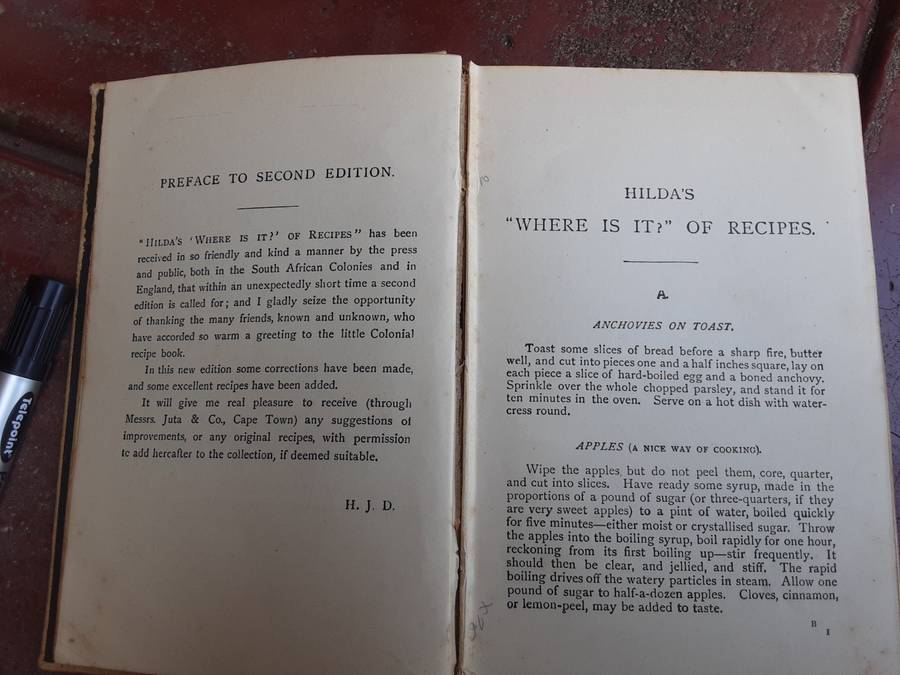 PREFACE TO SECOND EDITION.
"HILDA'S 'WHERE IS IT?' OF RECIPES" has been
received in so friendly and kind a manner by the press
and public, both in the South African Colonies and in
England, that within an unexpectedly short time a second
edition is called for; and I gladly seize the opportunity
of thanking the many friends, known and unknown, who
have accorded so warm a greeting to the little Colonial
recipe book.
In this new edition some corrections have been made,
and some excellent recipes have been added.
It will give me real pleasure to receive (through
Messrs. Juta & Co., Cape Town) any suggestions of
improvements, or any original recipes, with permission
to add hereafter to the collection, if deemed suitable.
H. J. D.
HILDA'S
"WHERE IS IT?" OF RECIPES.
A.
ANCHOVIES ON TOAST.
Toast some slices of bread before a sharp fire, butter
well, and cut into pieces one and a half inches square, lay on
each piece a slice of hard-boiled egg and a boned anchovy.
Sprinkle over the whole chopped parsley, and stand it for
ten minutes in the oven. Serve on a hot dish with water-
cress round.
APPLES (A NICE WAY OF COOKING).
Wipe the apples, but do not peel them, core, quarter,
and cut into slices. Have ready some syrup, made in the
proportions of a pound of sugar (or three-quarters, if they
are very sweet apples) to a pint of water, boiled quickly
for five minutes—either moist or crystallised sugar. Throw
the apples into the boiling syrup, boil rapidly for one hour,
reckoning from its first boiling up—stir frequently. It
should then be clear, and jellied, and stiff. The rapid
boiling drives off the watery particles in steam. Allow one
pound of sugar to half-a-dozen apples. Cloves, cinnamon,
or lemon-peel, may be added to taste.
B
I
Telepoint